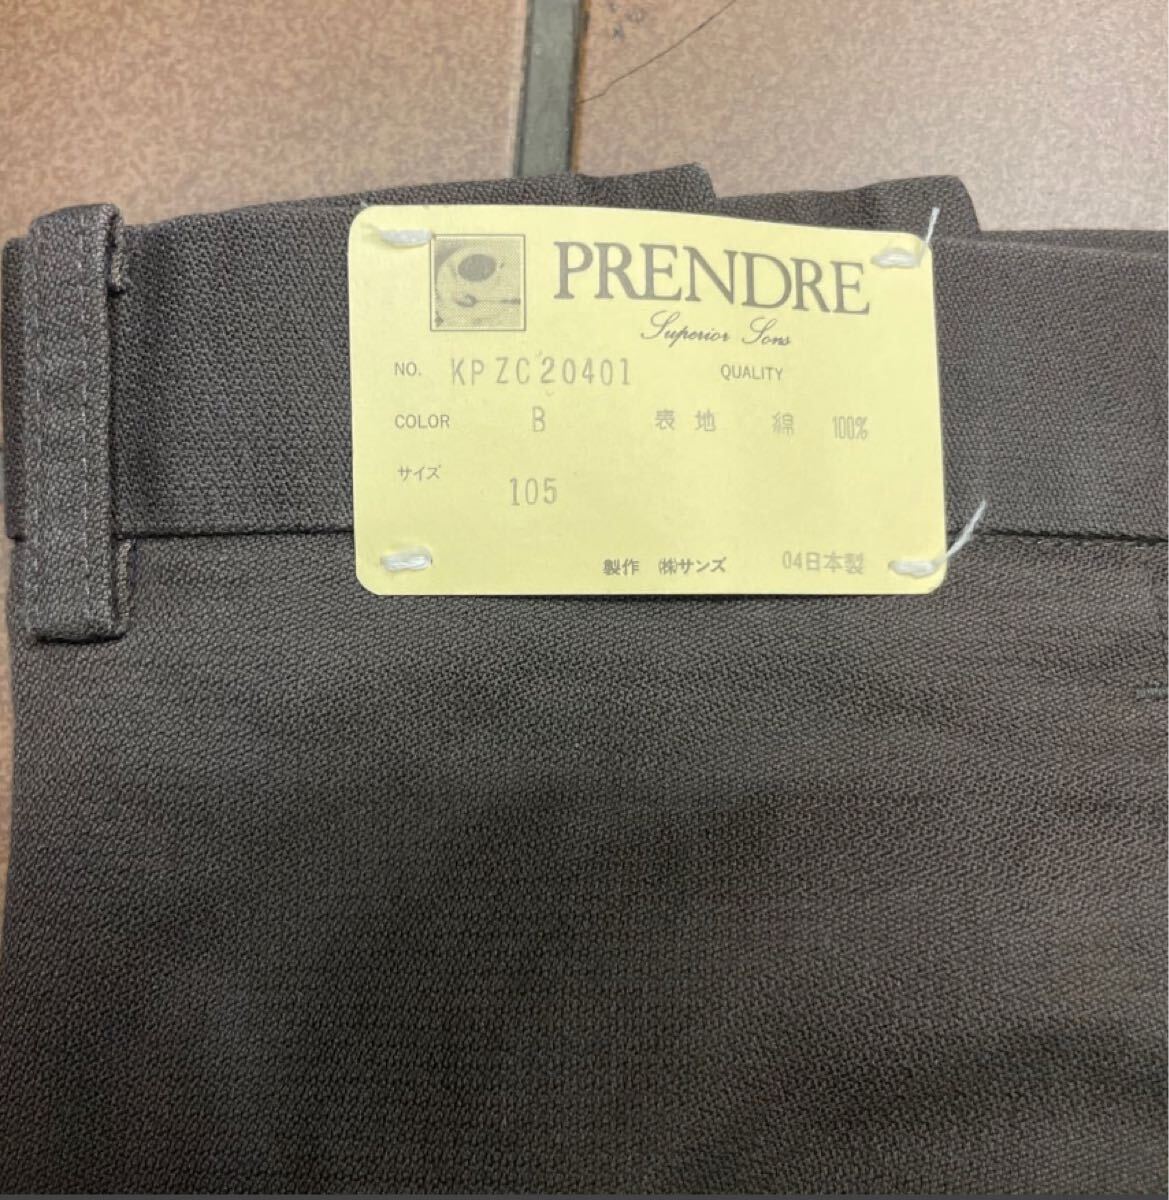 PRENDRE
Superior Sons
NO. KPZC20401 QUALITY
COLOR B 表地 綿 100%
サイズ 105
製作 ㈱サンズ 04日本製